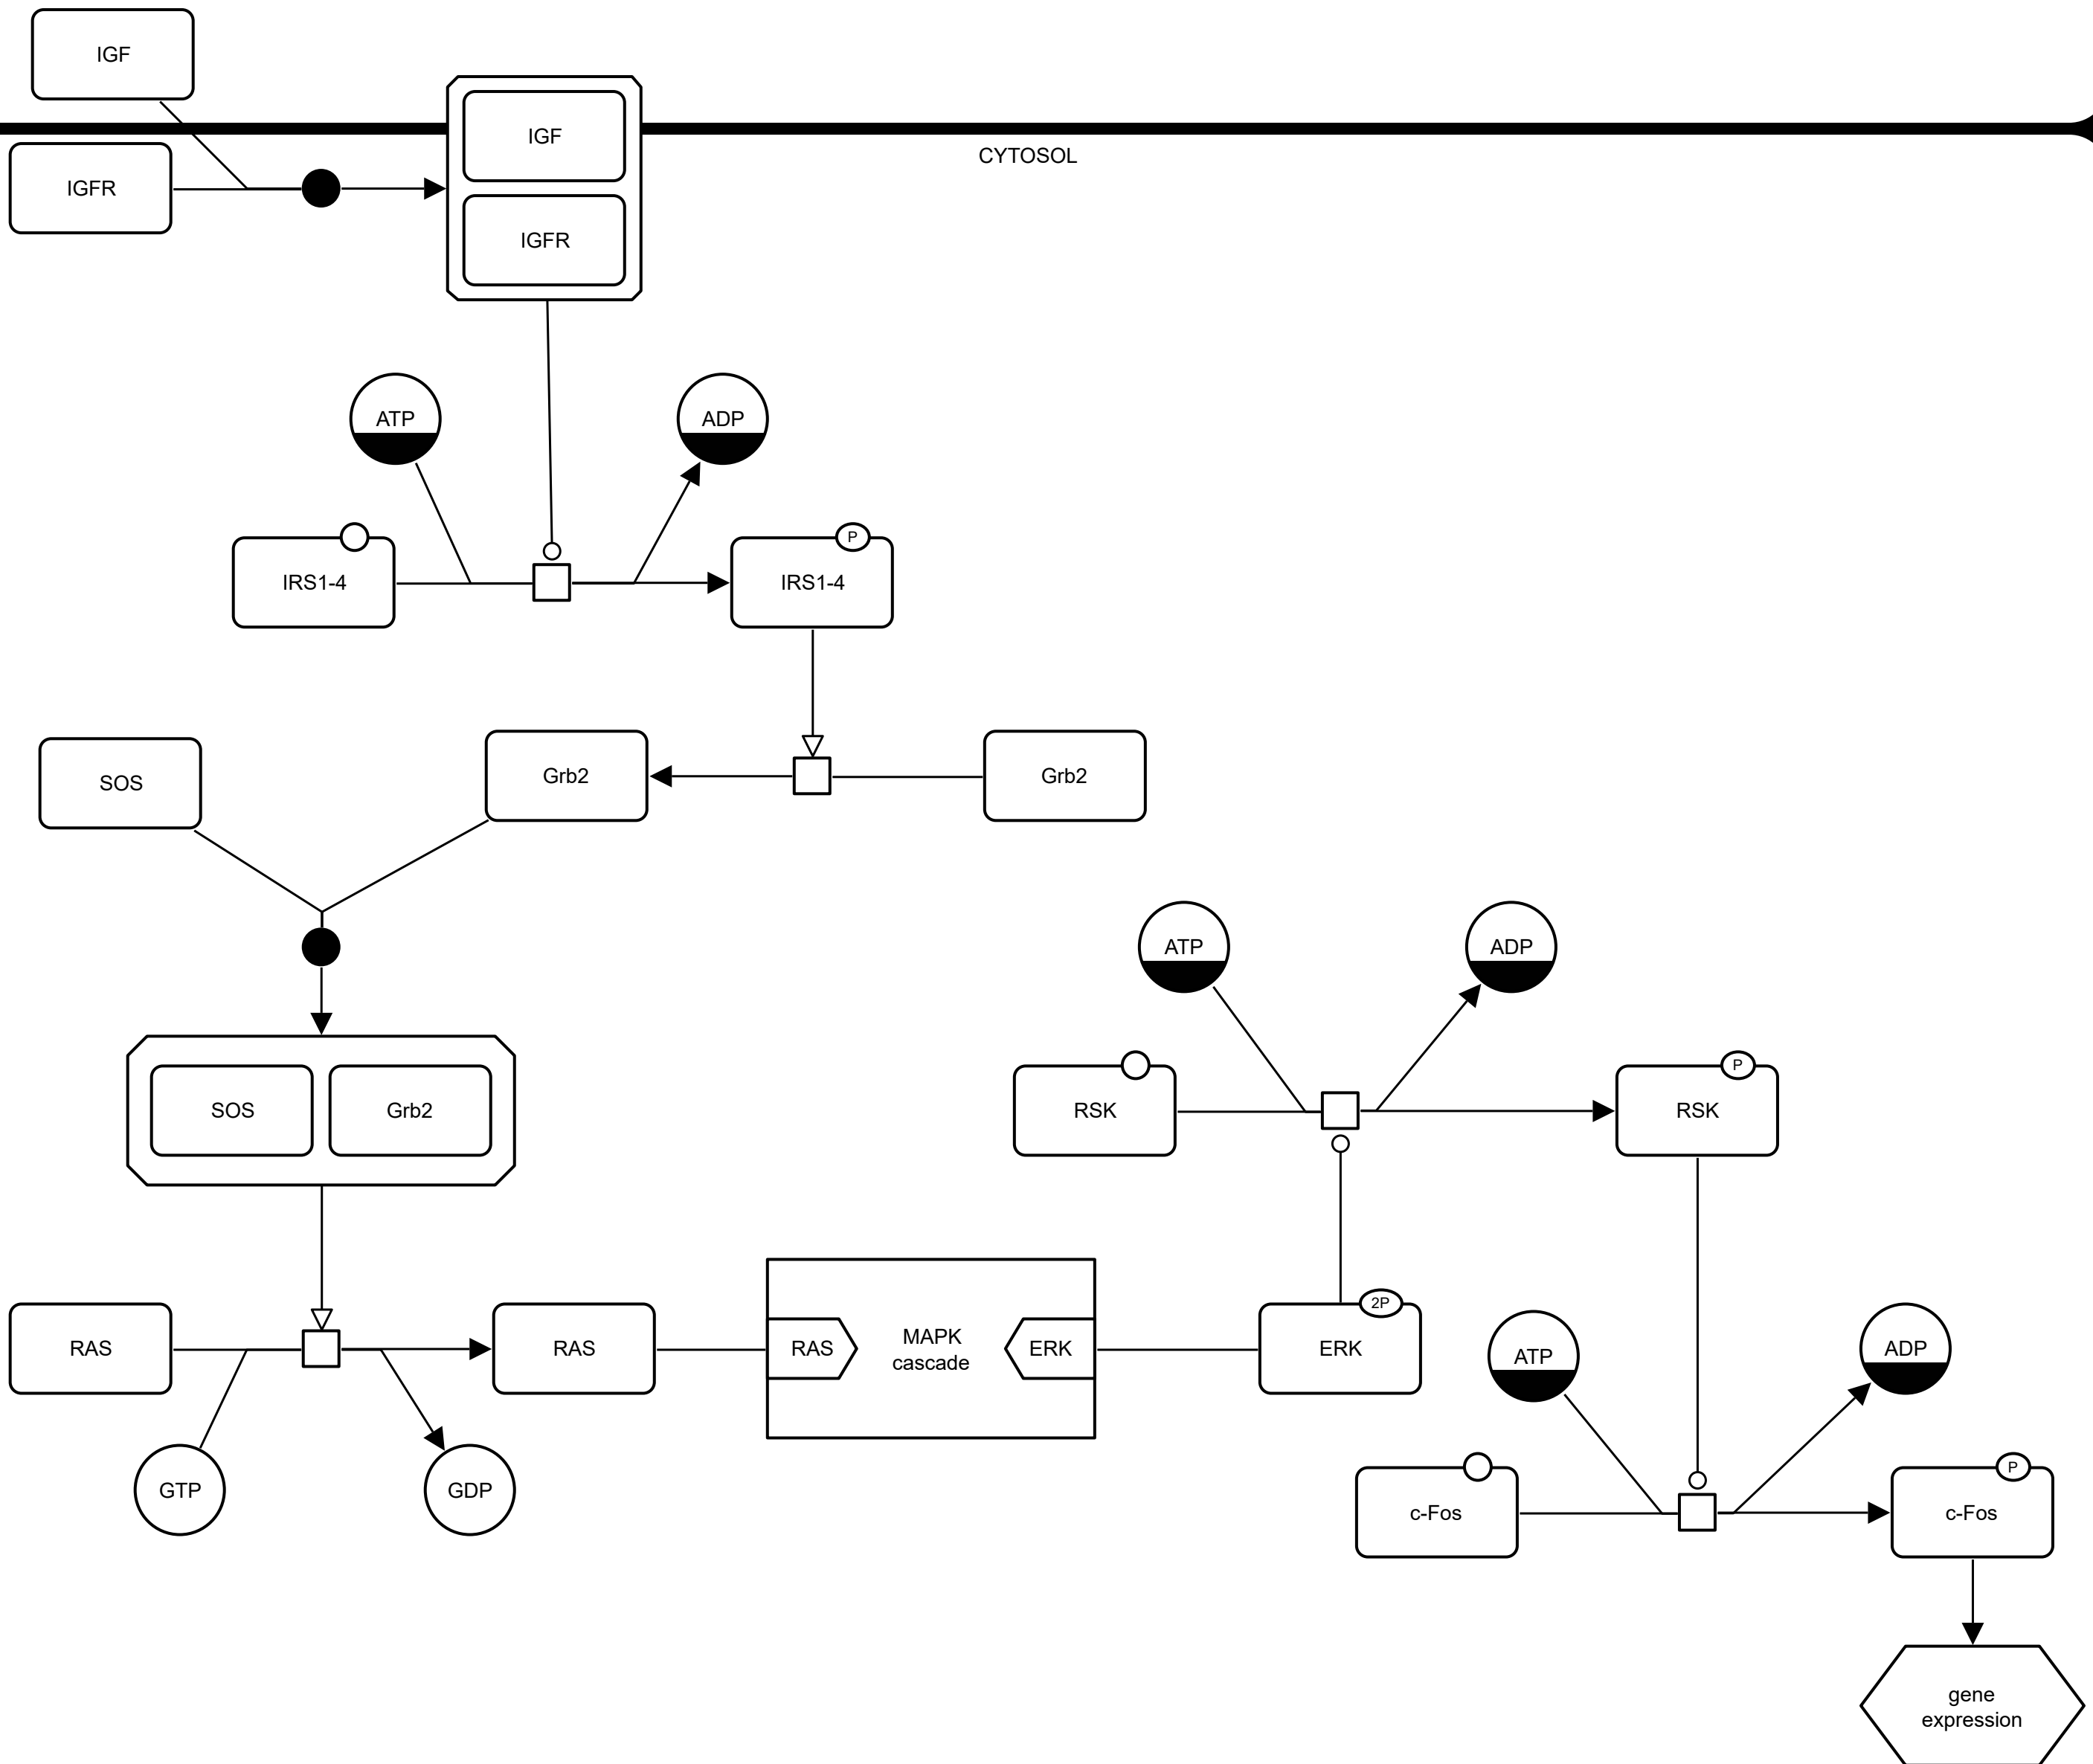 IGF
IGF
CYTOSOL
IGFR
IGFR
ATP
ADP
P
IRS1-4
IRS1-4
SOS
Grb2
Grb2
ATP
ADP
P
SOS
Grb2
RSK
RSK
2P
RAS
RAS
RAS
MAPK
cascade
ERK
ERK
ATP
ADP
GTP
GDP
P
c-Fos
c-Fos
gene
expression